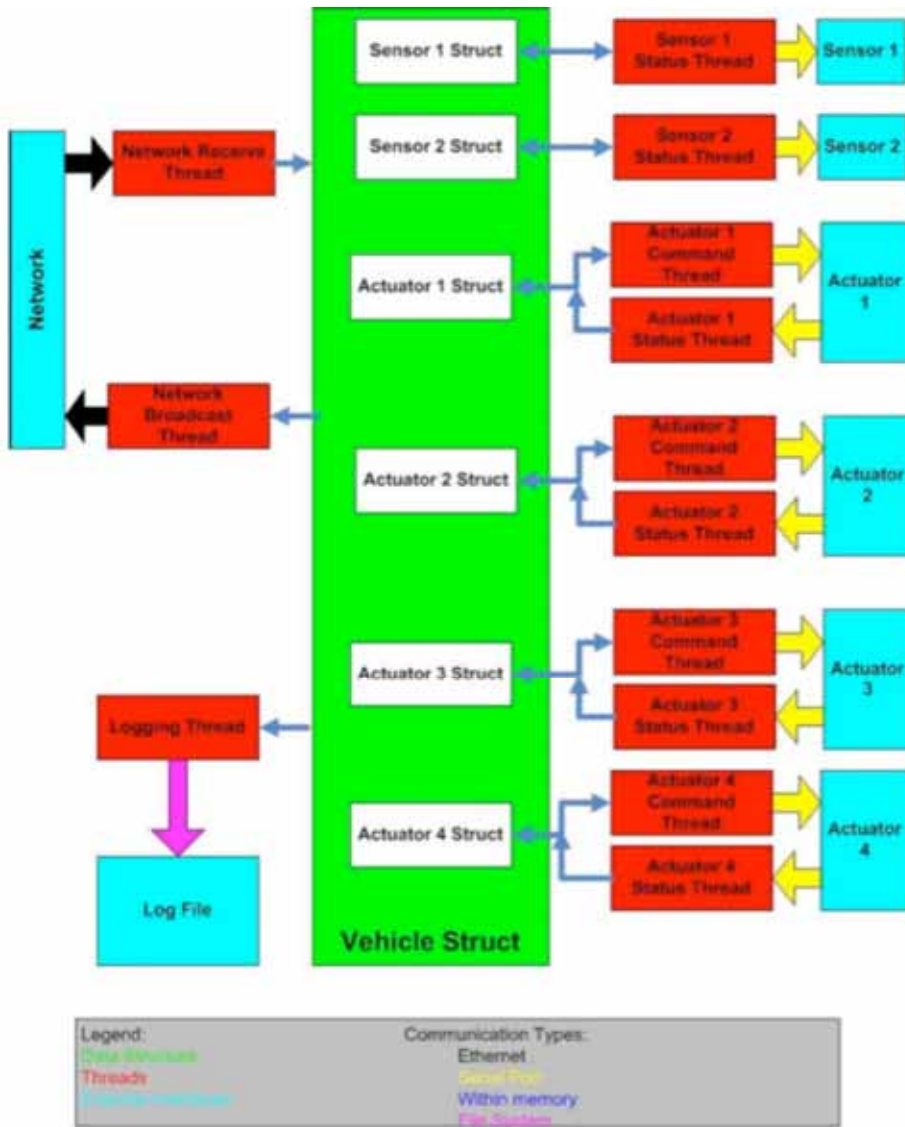 Sensor 1 Struct
Sensor 1
Status Thread
Sensor 1
Sensor 2 Struct
Sensor 2
Status Thread
Sensor 2
Network Receive
Thread
Network
Network
Broadcast
Thread
Actuator 1 Struct
Actuator 1
Command
Thread
Actuator 1
Status Thread
Actuator
1
Actuator 2 Struct
Actuator 2
Command
Thread
Actuator 2
Status Thread
Actuator
2
Actuator 3 Struct
Actuator 3
Command
Thread
Actuator 3
Status Thread
Actuator
3
Logging Thread
Actuator 4 Struct
Actuator 4
Command
Thread
Actuator 4
Status Thread
Actuator
4
Log File
Vehicle Struct
Legend:
Data Structure
Threads
Communication Types:
Ethernet
Serial Port
Within memory
File System